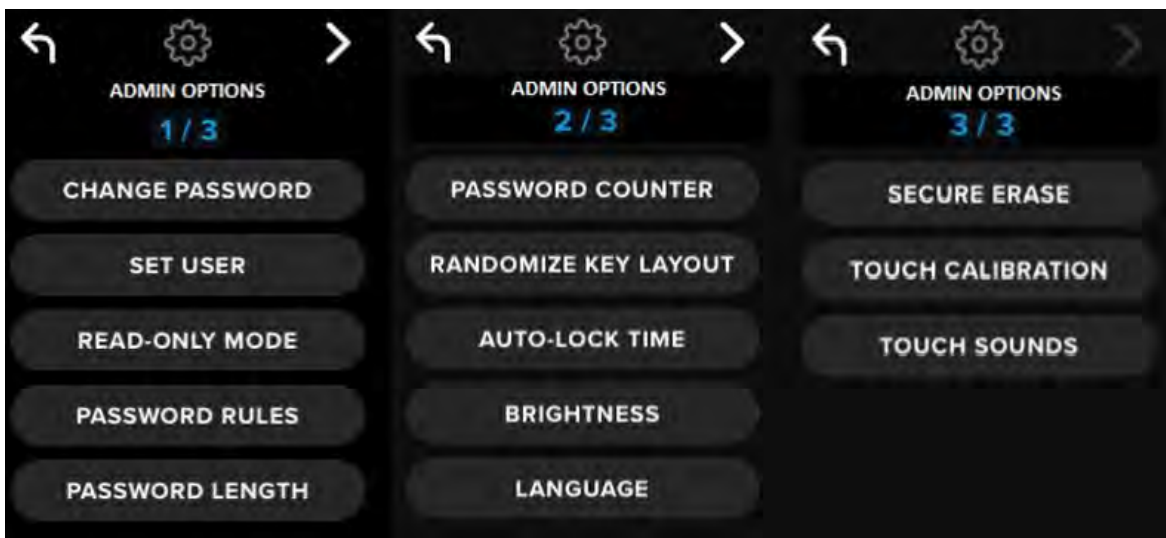 ADMIN OPTIONS
1 / 3
CHANGE PASSWORD
SET USER
READ-ONLY MODE
PASSWORD RULES
PASSWORD LENGTH
ADMIN OPTIONS
2 / 3
PASSWORD COUNTER
RANDOMIZE KEY LAYOUT
AUTO-LOCK TIME
BRIGHTNESS
LANGUAGE
ADMIN OPTIONS
3 / 3
SECURE ERASE
TOUCH CALIBRATION
TOUCH SOUNDS